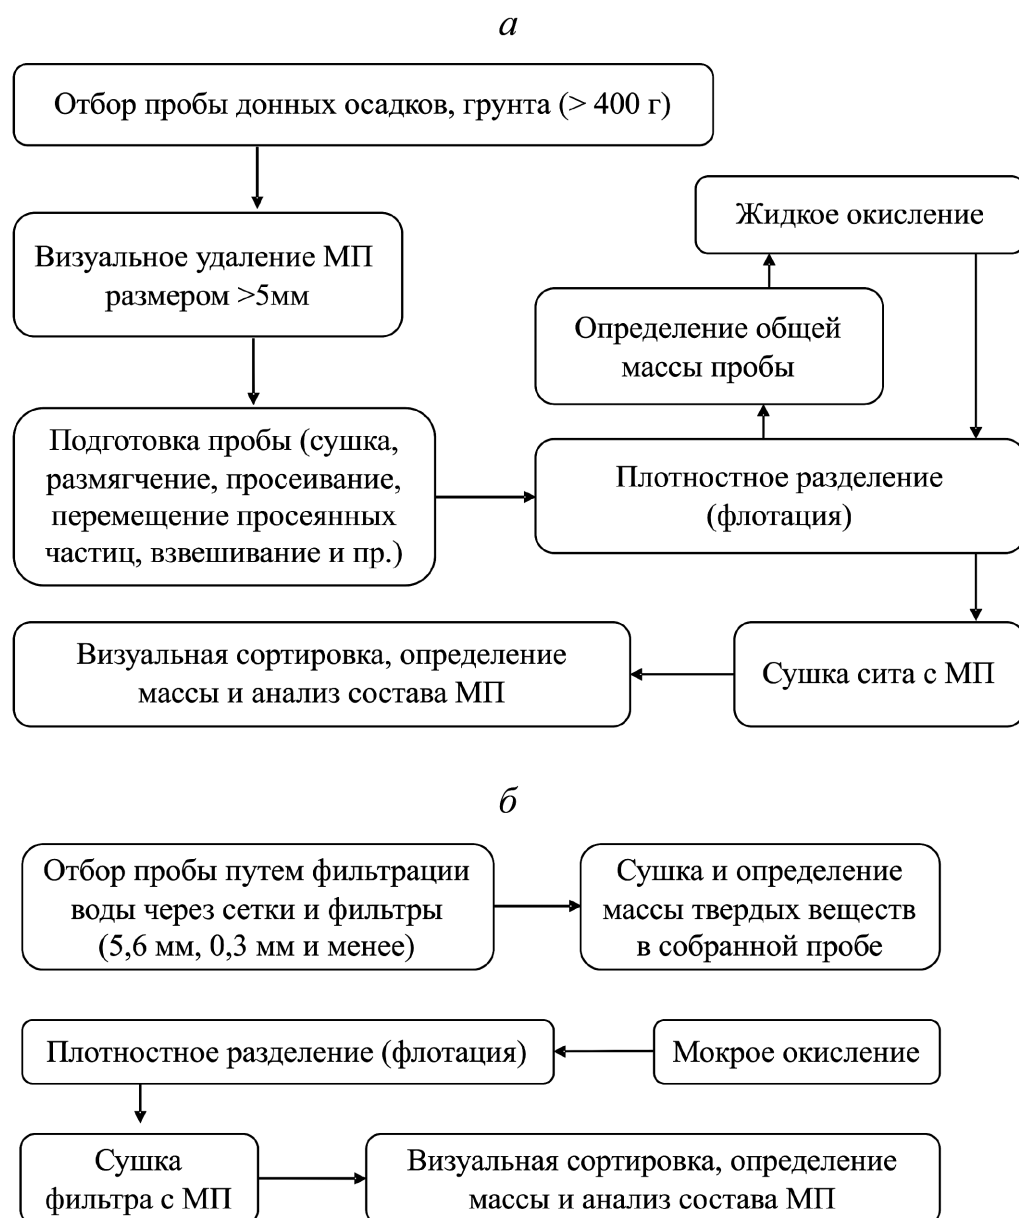 а
Отбор пробы донных осадков, грунта (> 400 г)
Визуальное удаление МП
размером >5мм
Подготовка пробы (сушка,
размягчение, просеивание,
перемещение просеянных
частиц, взвешивание и пр.)
Жидкое окисление
Определение общей
массы пробы
Плотностное разделение
(флотация)
Сушка сита с МП
Визуальная сортировка, определение
массы и анализ состава МП
б
Отбор пробы путем фильтрации
воды через сетки и фильтры
(5,6 мм, 0,3 мм и менее)
Сушка и определение
массы твердых веществ
в собранной пробе
Мокрое окисление
Плотностное разделение (флотация)
Сушка
фильтра с МП
Визуальная сортировка, определение
массы и анализ состава МП